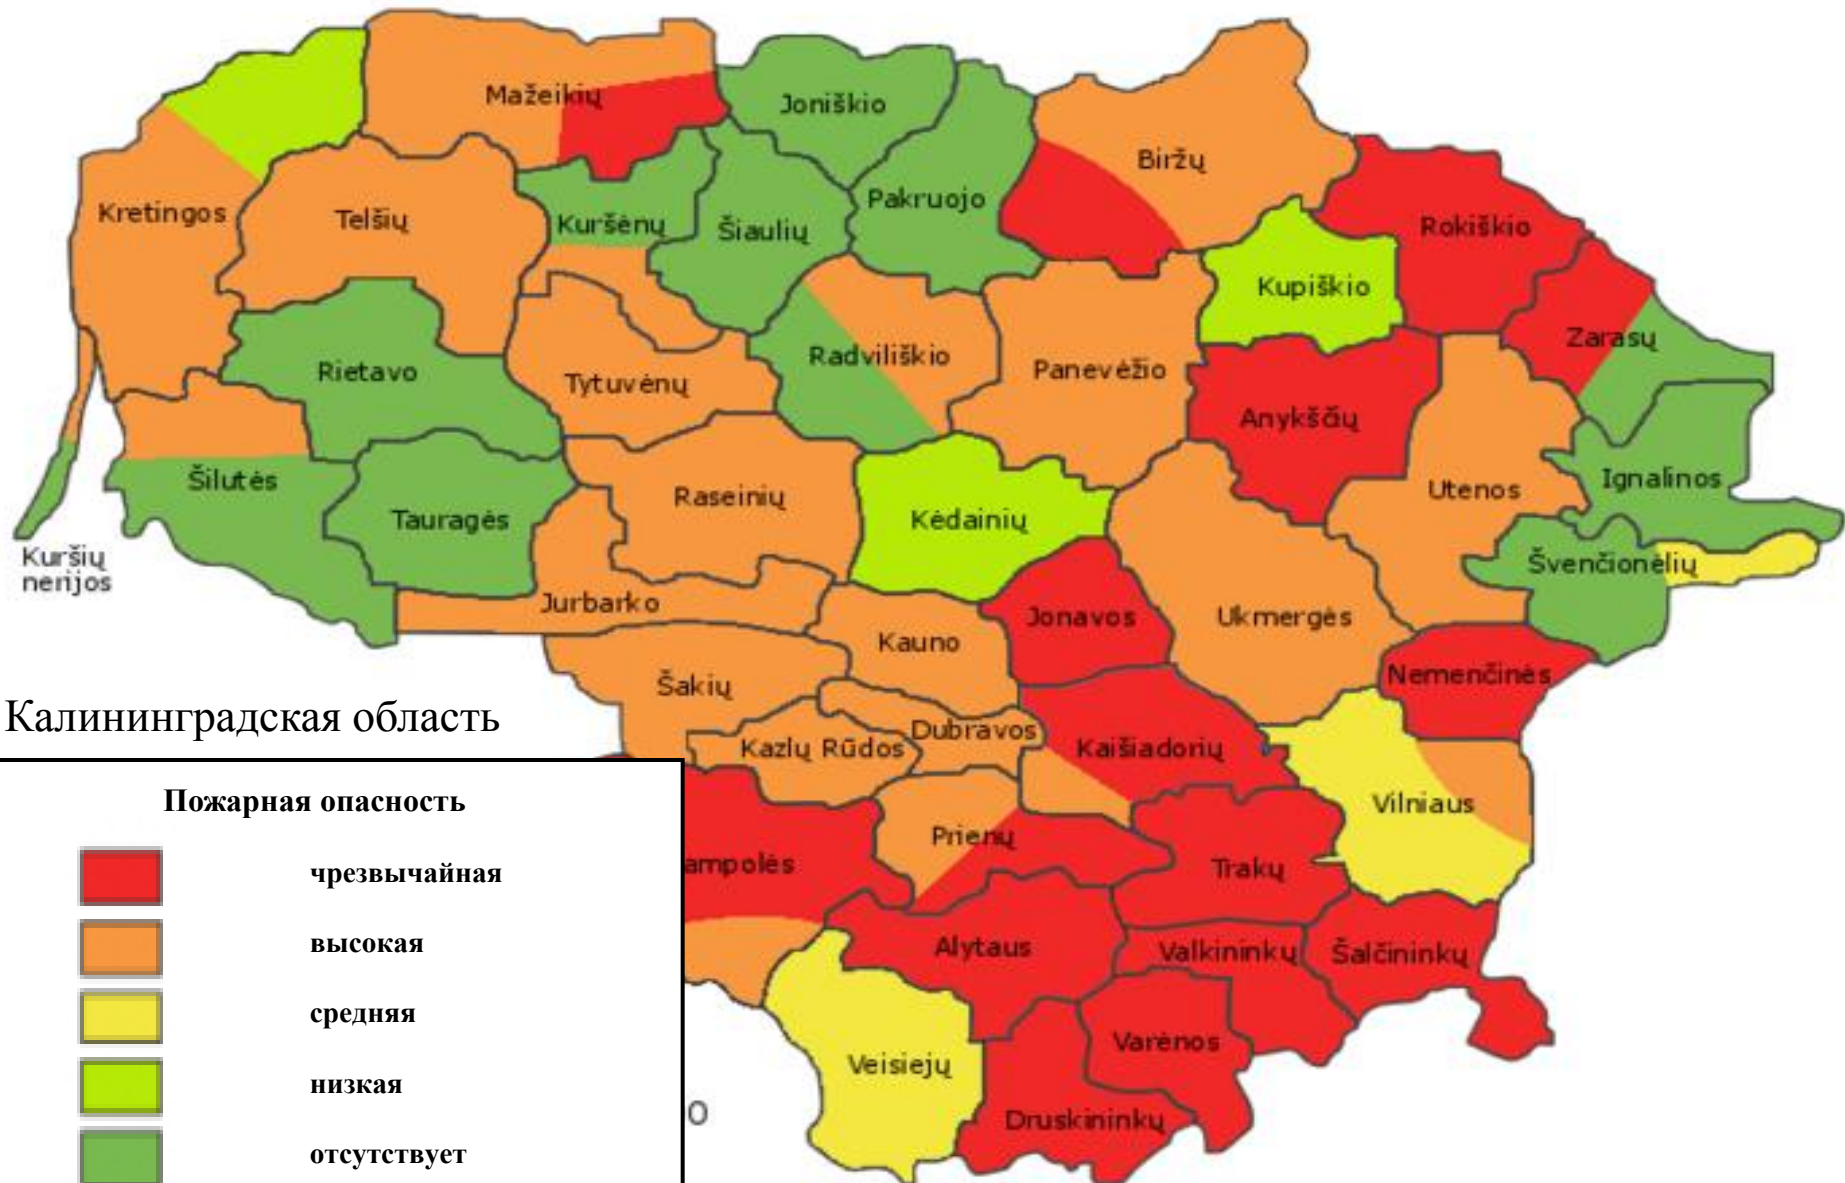 Mažeikių
Joniškio
Biržų
Kretingos
Telšių
Kuršėnų
Šiaulių
Pakruojo
Rokiškio
Kupiškio
Zarasų
Rietavo
Tytuvėnų
Radviliškio
Panevėžio
Anykščių
Šilutės
Tauragės
Raseinių
Kėdainių
Utenos
Ignalinos
Kuršių
nerijos
Švenčionėlių
Jurbarko
Kauno
Jonavos
Ukmergės
Nemenčinės
Šakių
Калининградская область
Kazlų Rūdos
Dubravos
Kaišiadorių
Vilniaus
Prienų
ampolės
Trakų
Alytaus
Valkininkų
Šalčininkų
Veisiejų
Varėnos
Druskininkų
o
Пожарная опасность
чрезвычайная
высокая
средняя
низкая
отсутствует